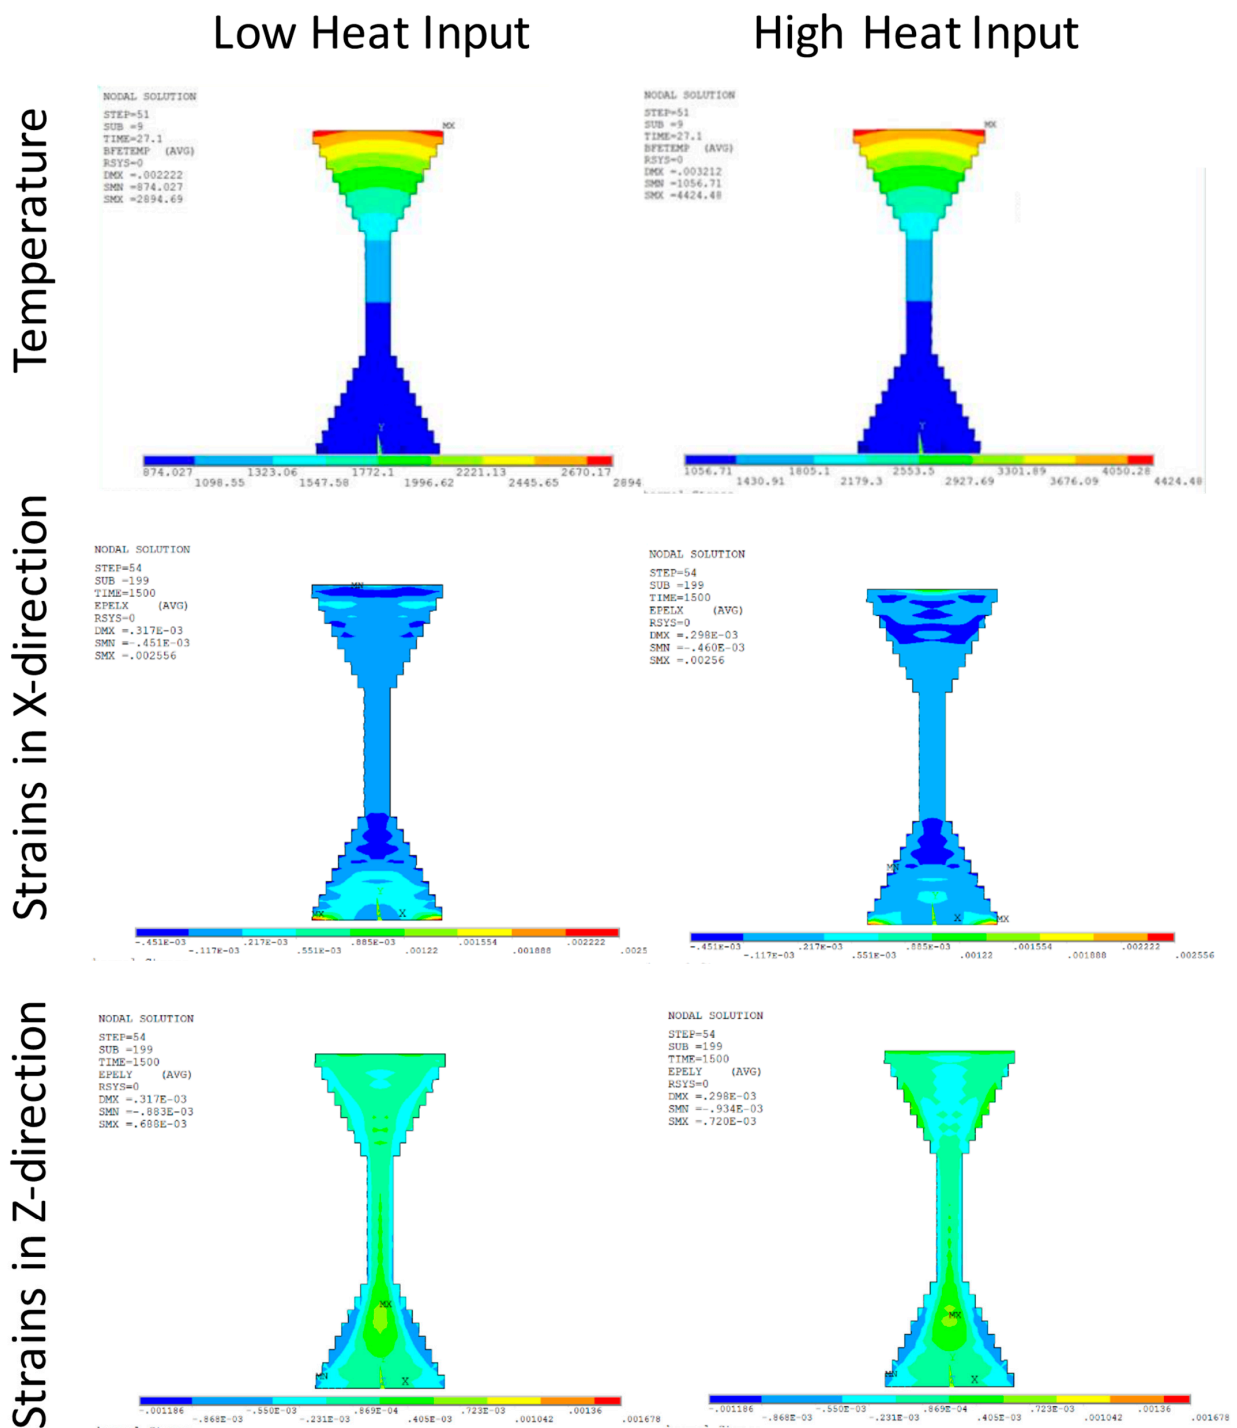 Low Heat Input
High Heat Input
Temperature
NODAL SOLUTION
STEP=51
SUB =9
TIME=27.1
BFETEMP (AVG)
RSYS=0
DMX =.002222
SMN =874.027
SMX =2894.69
MX
Y
874.027 1323.06 1772.1 2221.13 2670.17
1098.55 1547.58 1996.62 2445.65 2894
NODAL SOLUTION
STEP=51
SUB =9
TIME=27.1
BFETEMP (AVG)
RSYS=0
DMX =.003212
SMN =1056.71
SMX =4424.48
MX
Y
1056.71 1805.1 2553.5 3301.89 4050.28
1430.91 2179.3 2927.69 3676.09 4424.48
Strains in X-direction
NODAL SOLUTION
STEP=54
SUB =199
TIME=1500
EPELX (AVG)
RSYS=0
DMX =.317E-03
SMN =-.451E-03
SMX =.002556
MN
MX
Y
X
-.451E-03 .217E-03 .885E-03 .001554 .002222
-.117E-03 .551E-03 .00122 .001888 .0025
NODAL SOLUTION
STEP=54
SUB =199
TIME=1500
EPELX (AVG)
RSYS=0
DMX =.298E-03
SMN =-.460E-03
SMX =.00256
MN
X
MX
-.451E-03 .217E-03 .885E-03 .001554 .002222
-.117E-03 .551E-03 .00122 .001888 .002556
Strains in Z-direction
NODAL SOLUTION
STEP=54
SUB =199
TIME=1500
EPELY (AVG)
RSYS=0
DMX =.317E-03
SMN =-.883E-03
SMX =.688E-03
MX
MN
X
-.001186 -.550E-03 .869E-04 .723E-03 .00136
-.868E-03 -.231E-03 .405E-03 .001042 .001678
NODAL SOLUTION
STEP=54
SUB =199
TIME=1500
EPELY (AVG)
RSYS=0
DMX =.298E-03
SMN =-.934E-03
SMX =.720E-03
MX
MN
X
-.001186 -.550E-03 .869E-04 .723E-03 .00136
-.868E-03 -.231E-03 .405E-03 .001042 .001678